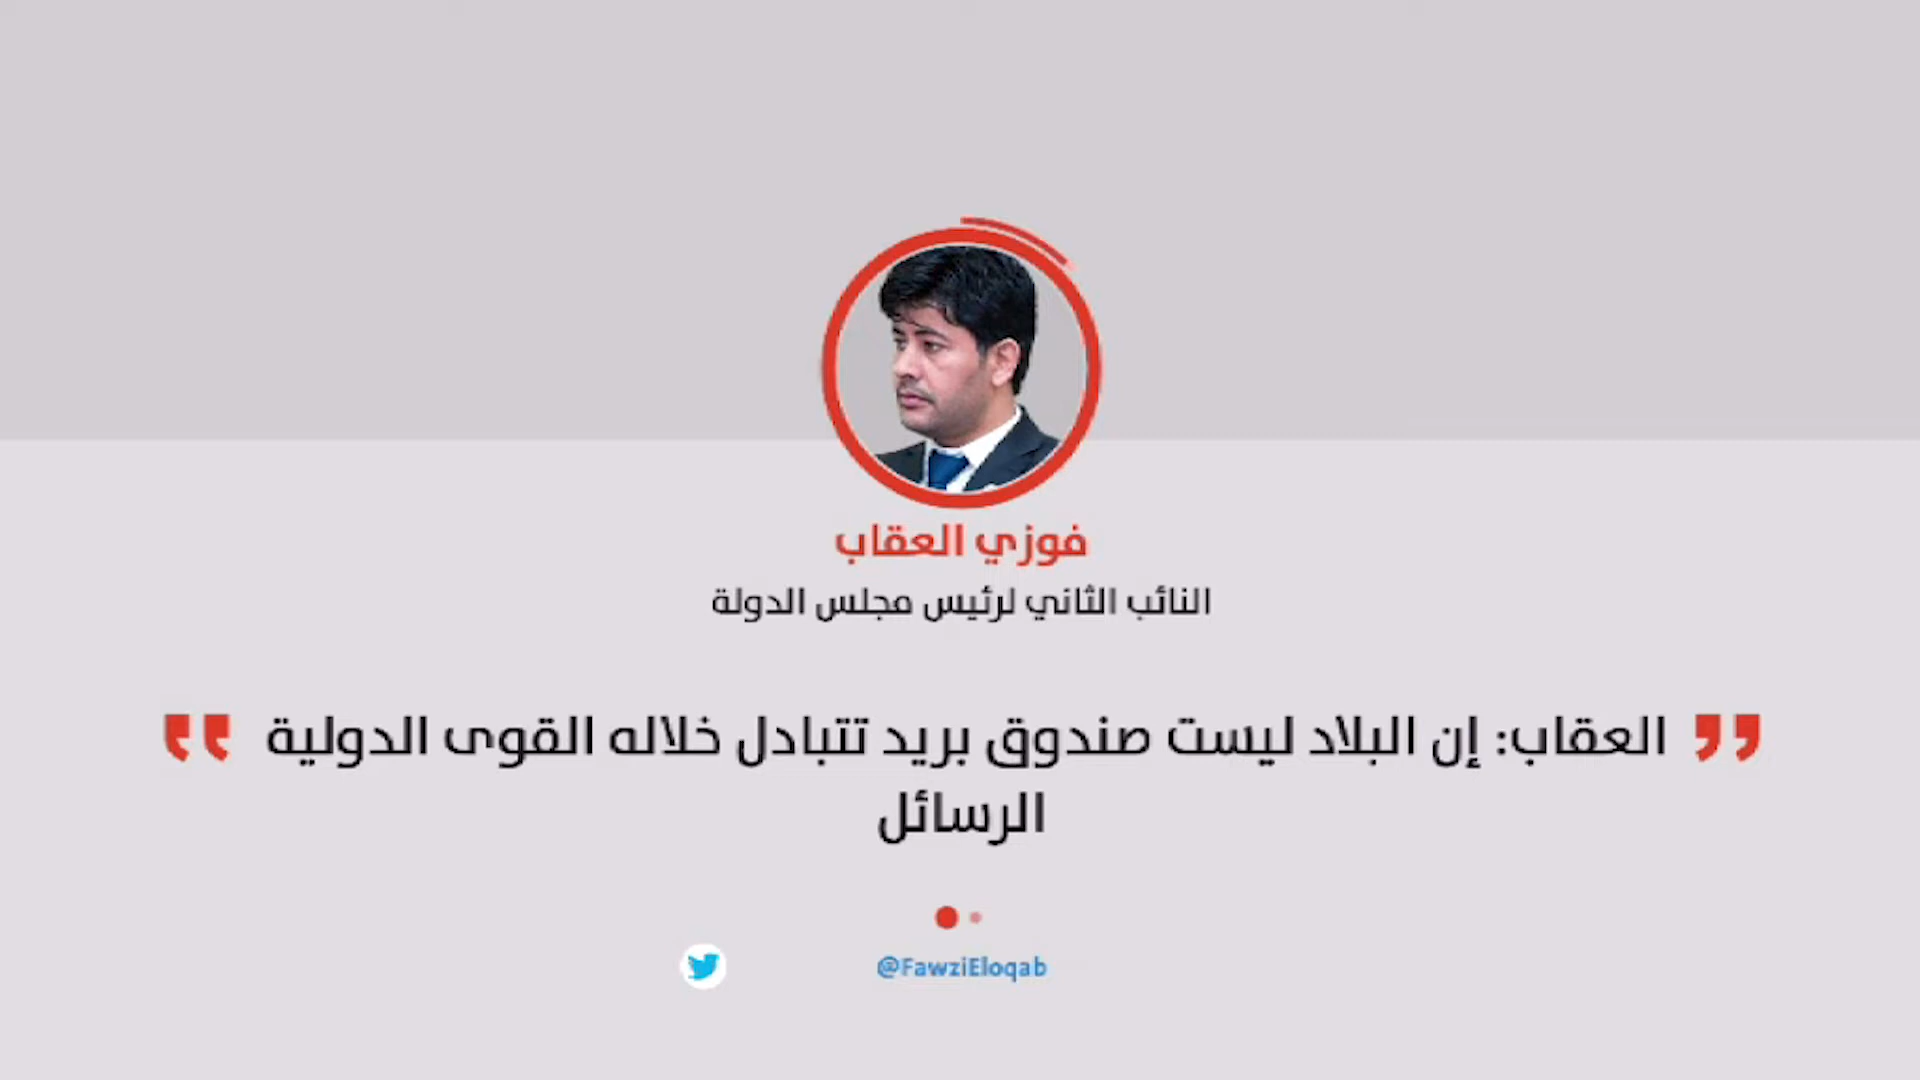 فوزي العقاب
النائب الثاني لرئيس مجلس الدولة
" العقاب: إن البلاد ليست صندوق بريد تتبادل خلاله القوى الدولية "
الرسائل
@FawziEloqab